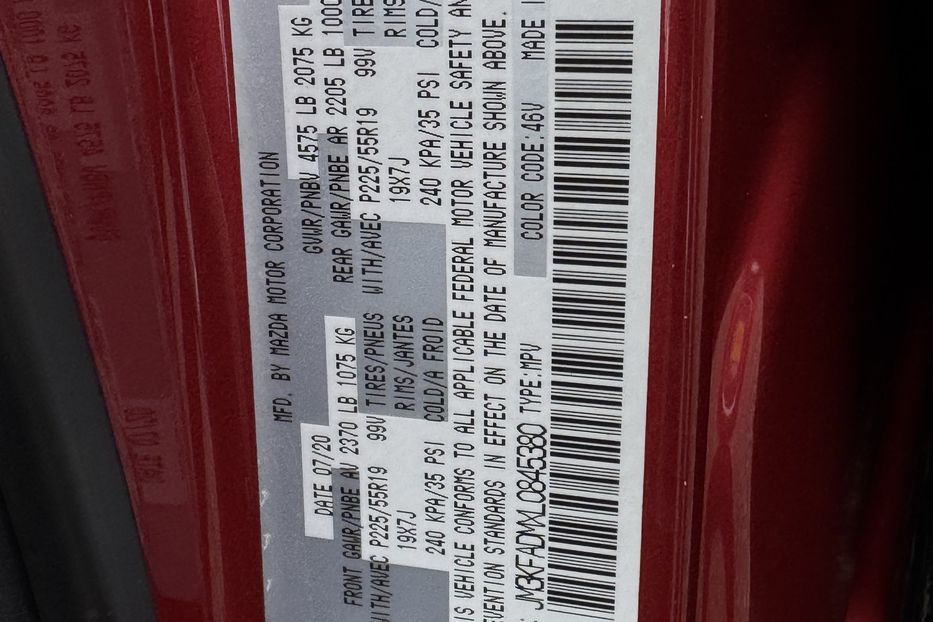 MFD. BY MAZDA MOTOR CORPORATION
DATE 07/20 GVWR/PNBV 4575 LB 2075 KG
FRONT GAWR/PNBE AV 2370 LB 1075 KG REAR GAWR/PNBE AR 2205 LB 1000
WITH/AVEC P225/55R19 99V TIRES/PNEUS WITH/AVEC P225/55R19 99V TIRE
19X7J RIMS/JANTES 19X7J RIMS
240 KPA/35 PSI COLD/A FROID 240 KPA/35 PSI COLD/
IS VEHICLE CONFORMS TO ALL APPLICABLE FEDERAL MOTOR VEHICLE SAFETY AN
EVENTION STANDARDS IN EFFECT ON THE DATE OF MANUFACTURE SHOWN ABOVE.
JM3KFADMXL0845380 TYPE:MPV COLOR CODE:46V MADE I